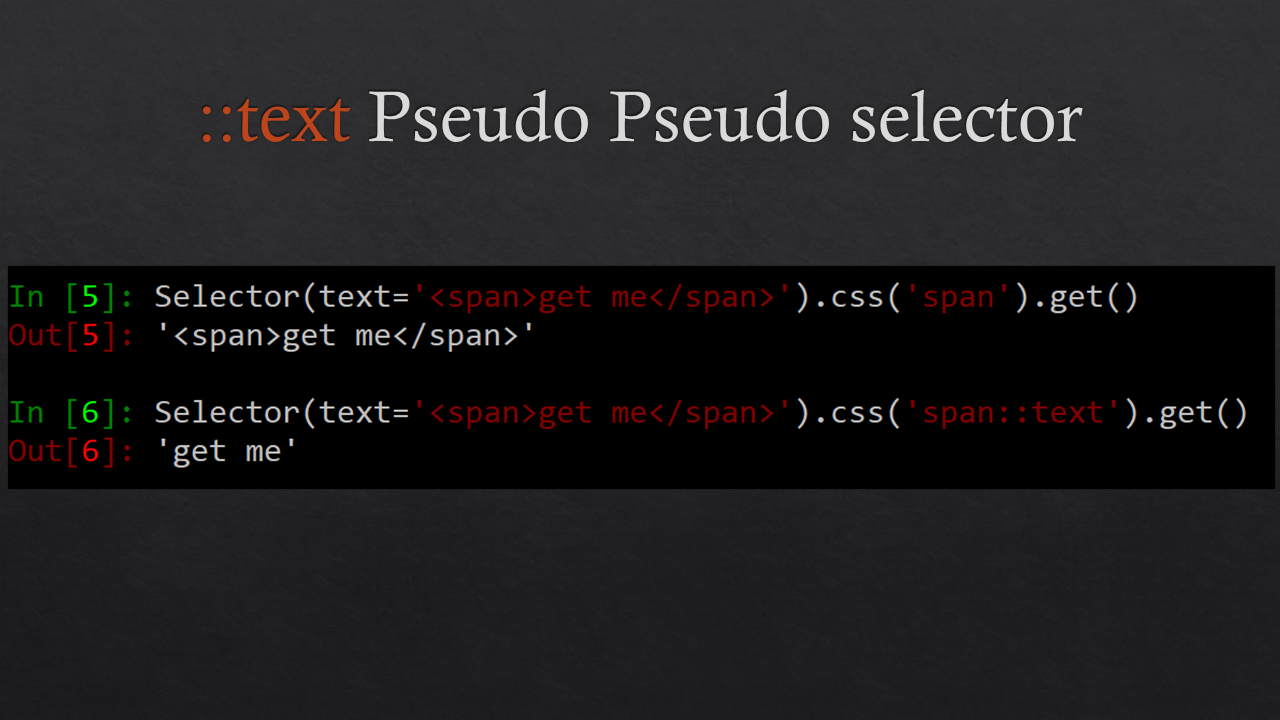 ::text Pseudo Pseudo selector
In [5]: Selector(text='<span>get me</span>').css('span').get()
Out[5]: '<span>get me</span>'
In [6]: Selector(text='<span>get me</span>').css('span::text').get()
Out[6]: 'get me'